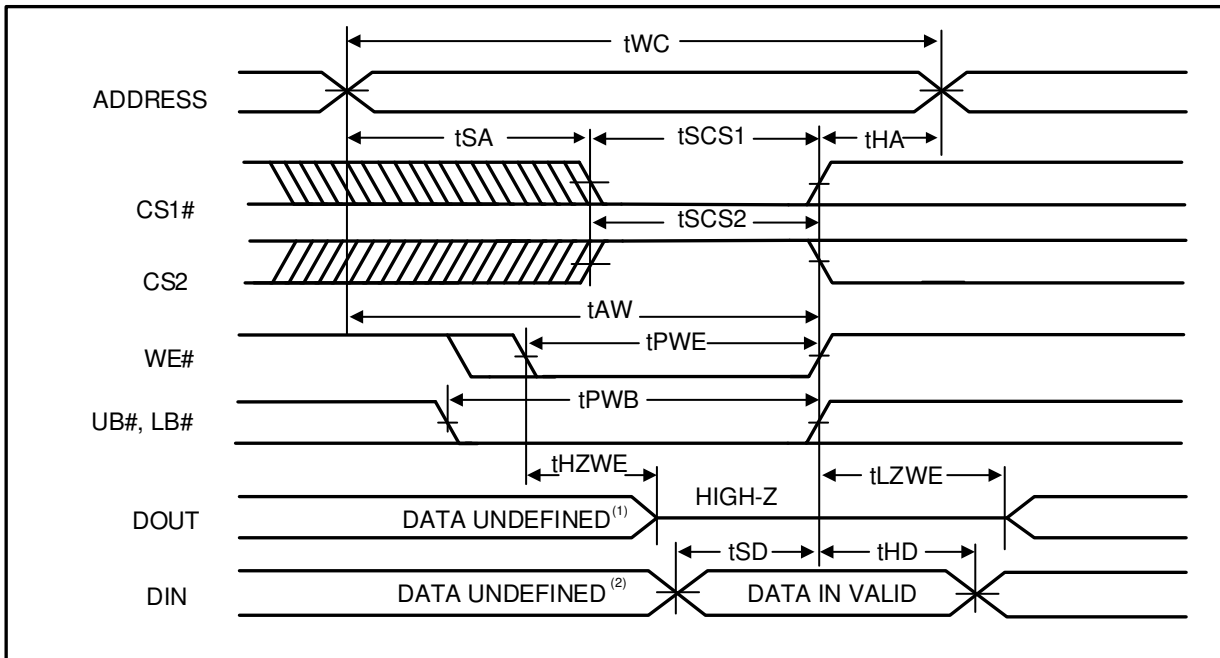 tWC
ADDRESS
tSA tSCS1 tHA
CS1#
tSCS2
CS2
tAW
WE# tPWE
tPWB
UB#, LB#
tHZWE tLZWE
HIGH-Z
DOUT DATA UNDEFINED(1)
tSD tHD
DIN DATA UNDEFINED(2) DATA IN VALID